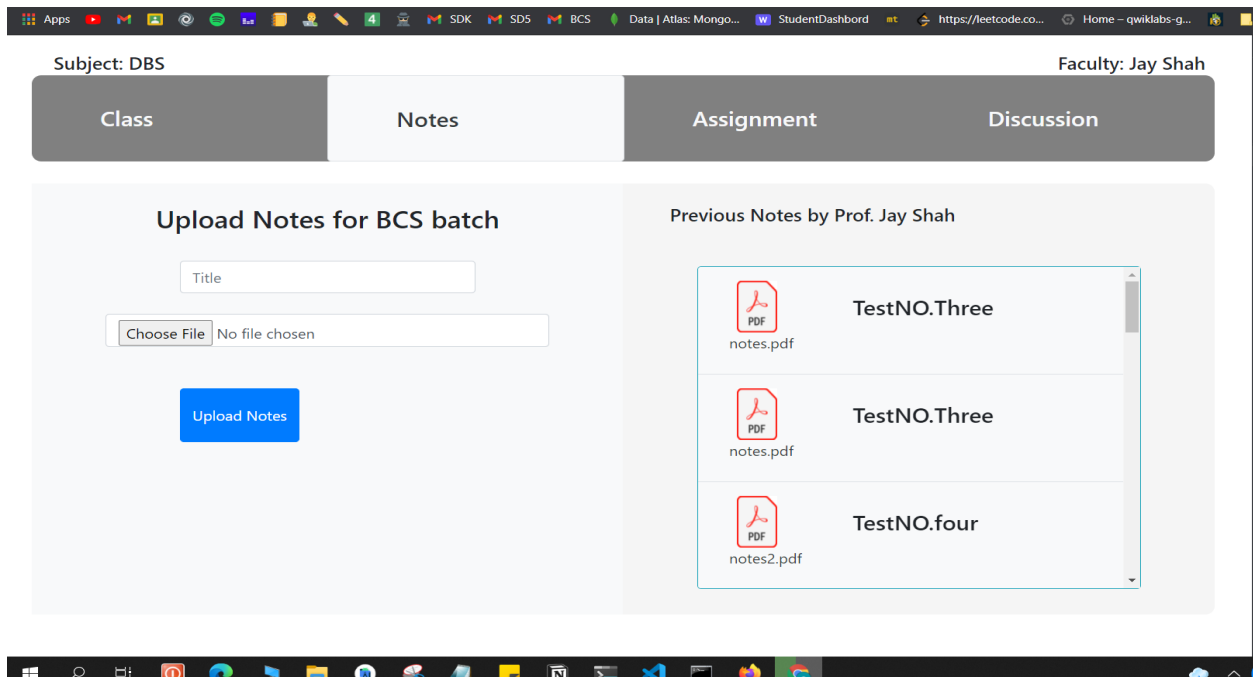 Apps 4 SDK SD5 BCS Data | Atlas: Mongo... W StudentDashbord mt https://leetcode.co... Home – qwiklabs-g...
Subject: DBS Faculty: Jay Shah
Class Notes Assignment Discussion
Upload Notes for BCS batch
Title
Choose File No file chosen
Upload Notes
Previous Notes by Prof. Jay Shah
PDF
notes.pdf
TestNO.Three
PDF
notes.pdf
TestNO.Three
PDF
notes2.pdf
TestNO.four